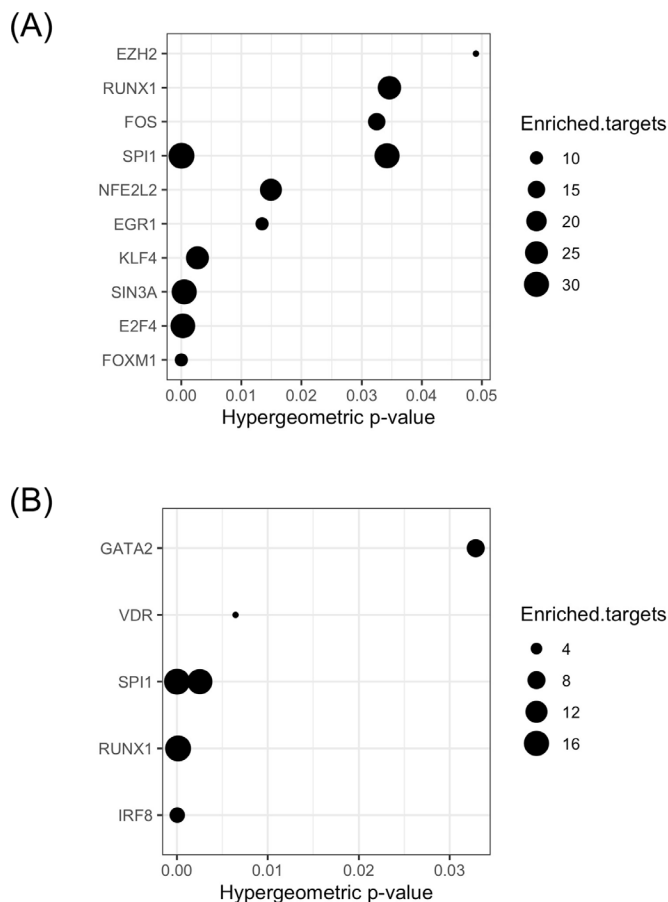 (A)
EZH2
RUNX1
FOS
SPI1
NFE2L2
EGR1
KLF4
SIN3A
E2F4
FOXM1
0.00 0.01 0.02 0.03 0.04 0.05
Hypergeometric p-value
Enriched.targets
10
15
20
25
30
(B)
GATA2
VDR
SPI1
RUNX1
IRF8
0.00 0.01 0.02 0.03
Hypergeometric p-value
Enriched.targets
4
8
12
16